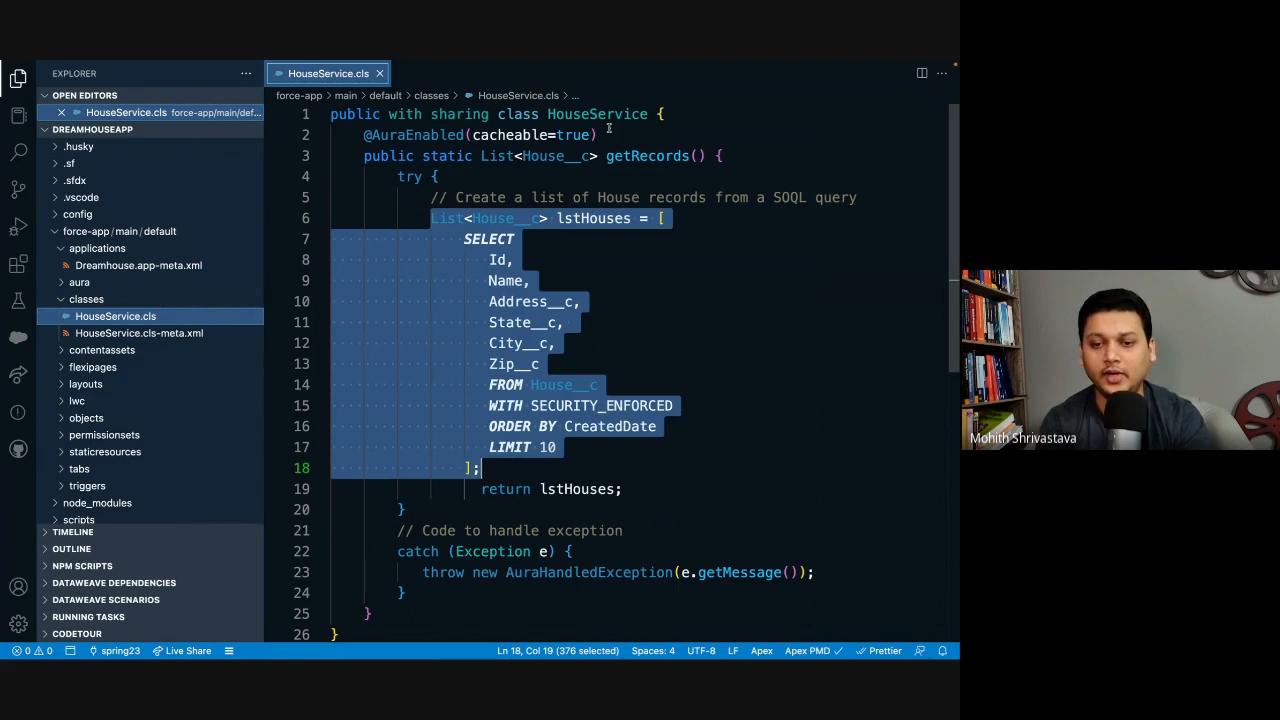 EXPLORER
OPEN EDITORS
HouseService.cls force-app/main/def...
DREAMHOUSEAPP
.husky
.sf
.sfdx
.vscode
config
force-app/main/default
applications
Dreamhouse.app-meta.xml
aura
classes
HouseService.cls
HouseService.cls-meta.xml
contentassets
flexipages
layouts
lwc
objects
permissionsets
staticresources
tabs
triggers
node_modules
scripts
TIMELINE
OUTLINE
NPM SCRIPTS
DATAWEAVE DEPENDENCIES
DATAWEAVE SCENARIOS
RUNNING TASKS
CODETOUR
HouseService.cls
force-app > main > default > classes > HouseService.cls > ...
1 public with sharing class HouseService {
2 @AuraEnabled(cacheable=true)
3 public static List<House__c> getRecords() {
4 try {
5 // Create a list of House records from a SOQL query
6 List<House__c> lstHouses = [
7 SELECT
8 Id,
9 Name,
10 Address__c,
11 State__c,
12 City__c,
13 Zip__c
14 FROM House__c
15 WITH SECURITY_ENFORCED
16 ORDER BY CreatedDate
17 LIMIT 10
18 ];
19 return lstHouses;
20 }
21 // Code to handle exception
22 catch (Exception e) {
23 throw new AuraHandledException(e.getMessage());
24 }
25 }
26 }
0 0 spring23 Live Share Ln 18, Col 19 (376 selected) Spaces: 4 UTF-8 LF Apex Apex PMD Prettier
Mohith Shrivastava